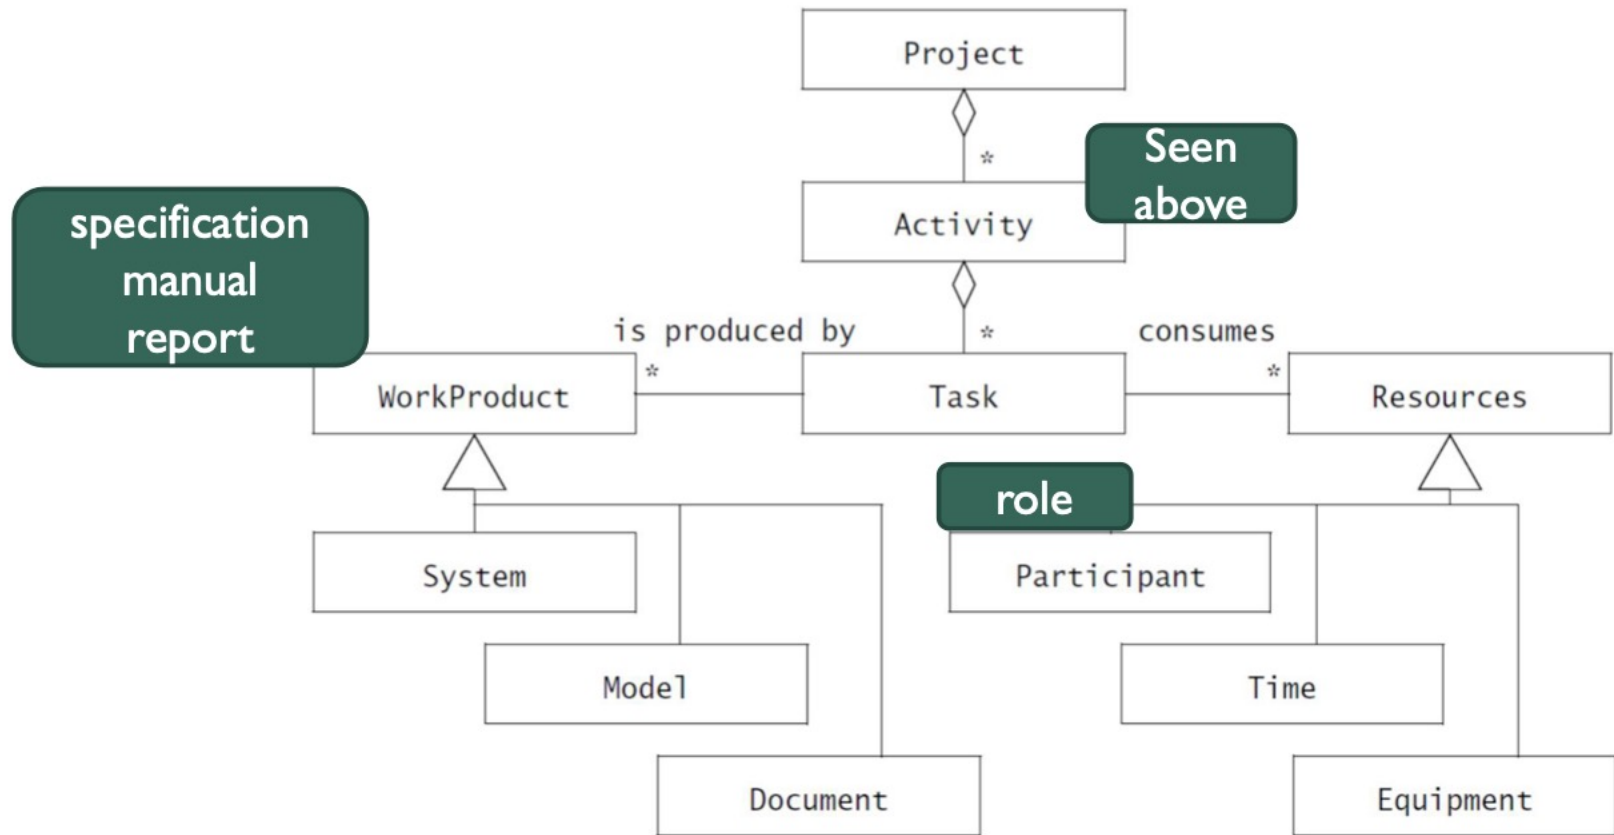 Project
*
Seen
above
Activity
specification
manual
report
is produced by
*
consumes
*
*
WorkProduct
Task
Resources
role
System
Participant
Model
Time
Document
Equipment